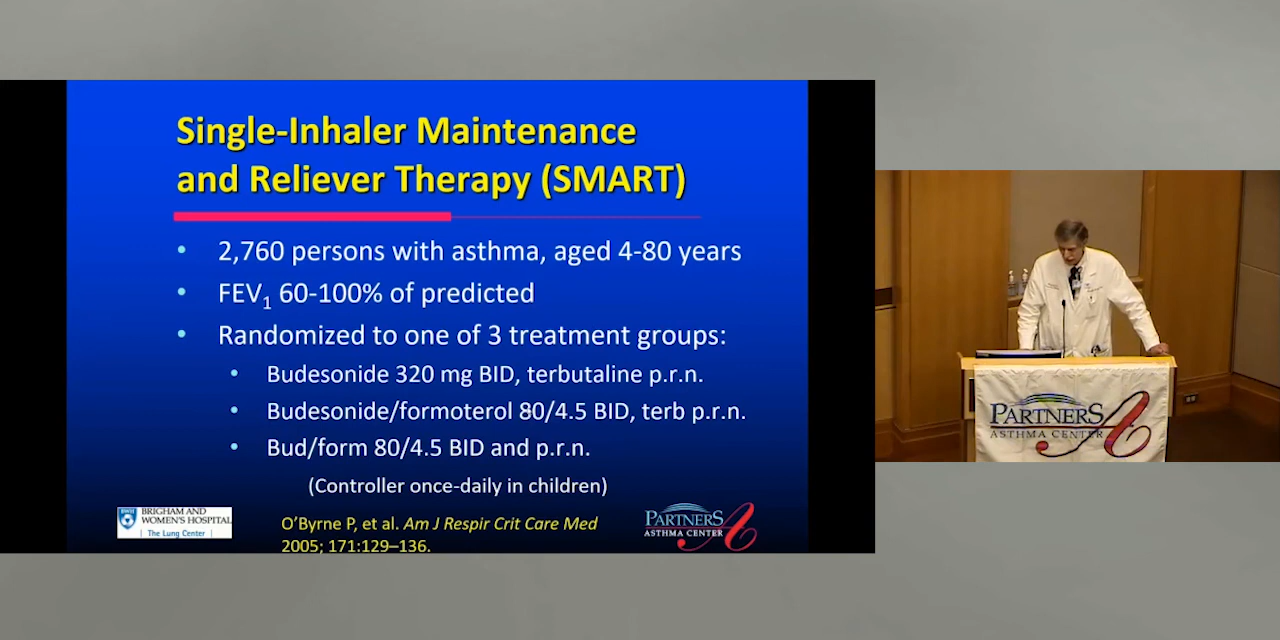 Single-Inhaler Maintenance
and Reliever Therapy (SMART)
• 2,760 persons with asthma, aged 4-80 years
• FEV1 60-100% of predicted
• Randomized to one of 3 treatment groups:
• Budesonide 320 mg BID, terbutaline p.r.n.
• Budesonide/formoterol 80/4.5 BID, terb p.r.n.
• Bud/form 80/4.5 BID and p.r.n.
(Controller once-daily in children)
BWH
BRIGHAM AND
WOMEN'S HOSPITAL
| The Lung Center |
O'Byrne P, et al. Am J Respir Crit Care Med
2005; 171:129–136.
PARTNERS A
ASTHMA CENTER
PARTNERS A
ASTHMA CENTER